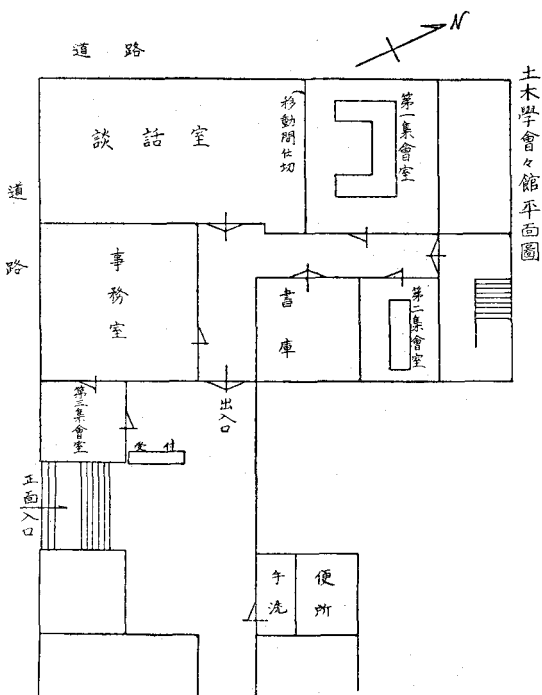 土木學會々館平面圖
N
道路
道路
談話室
移動間仕切
第一集會室
事務室
書庫
第二集會室
出入口
第三集會室
受付
正面入口
手洗
便所